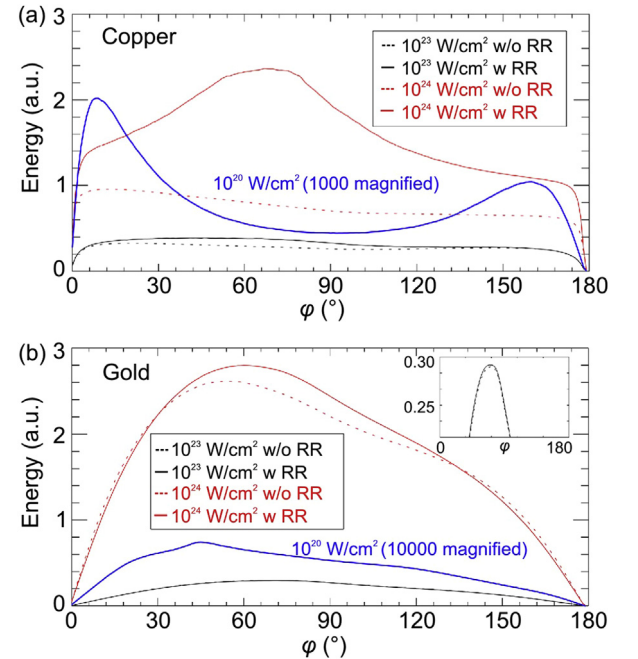 (a)
3
Copper
10²³ W/cm² w/o RR
10²³ W/cm² w RR
10²⁴ W/cm² w/o RR
10²⁴ W/cm² w RR
2
10²⁰ W/cm² (1000 magnified)
1
0
Energy (a.u.)
0 30 60 90 120 150 180
φ (°)
(b)
3
Gold
0.30
0.25
0 φ 180
2
10²³ W/cm² w/o RR
10²³ W/cm² w RR
10²⁴ W/cm² w/o RR
10²⁴ W/cm² w RR
1
10²⁰ W/cm² (10000 magnified)
0
Energy (a.u.)
0 30 60 90 120 150 180
φ (°)